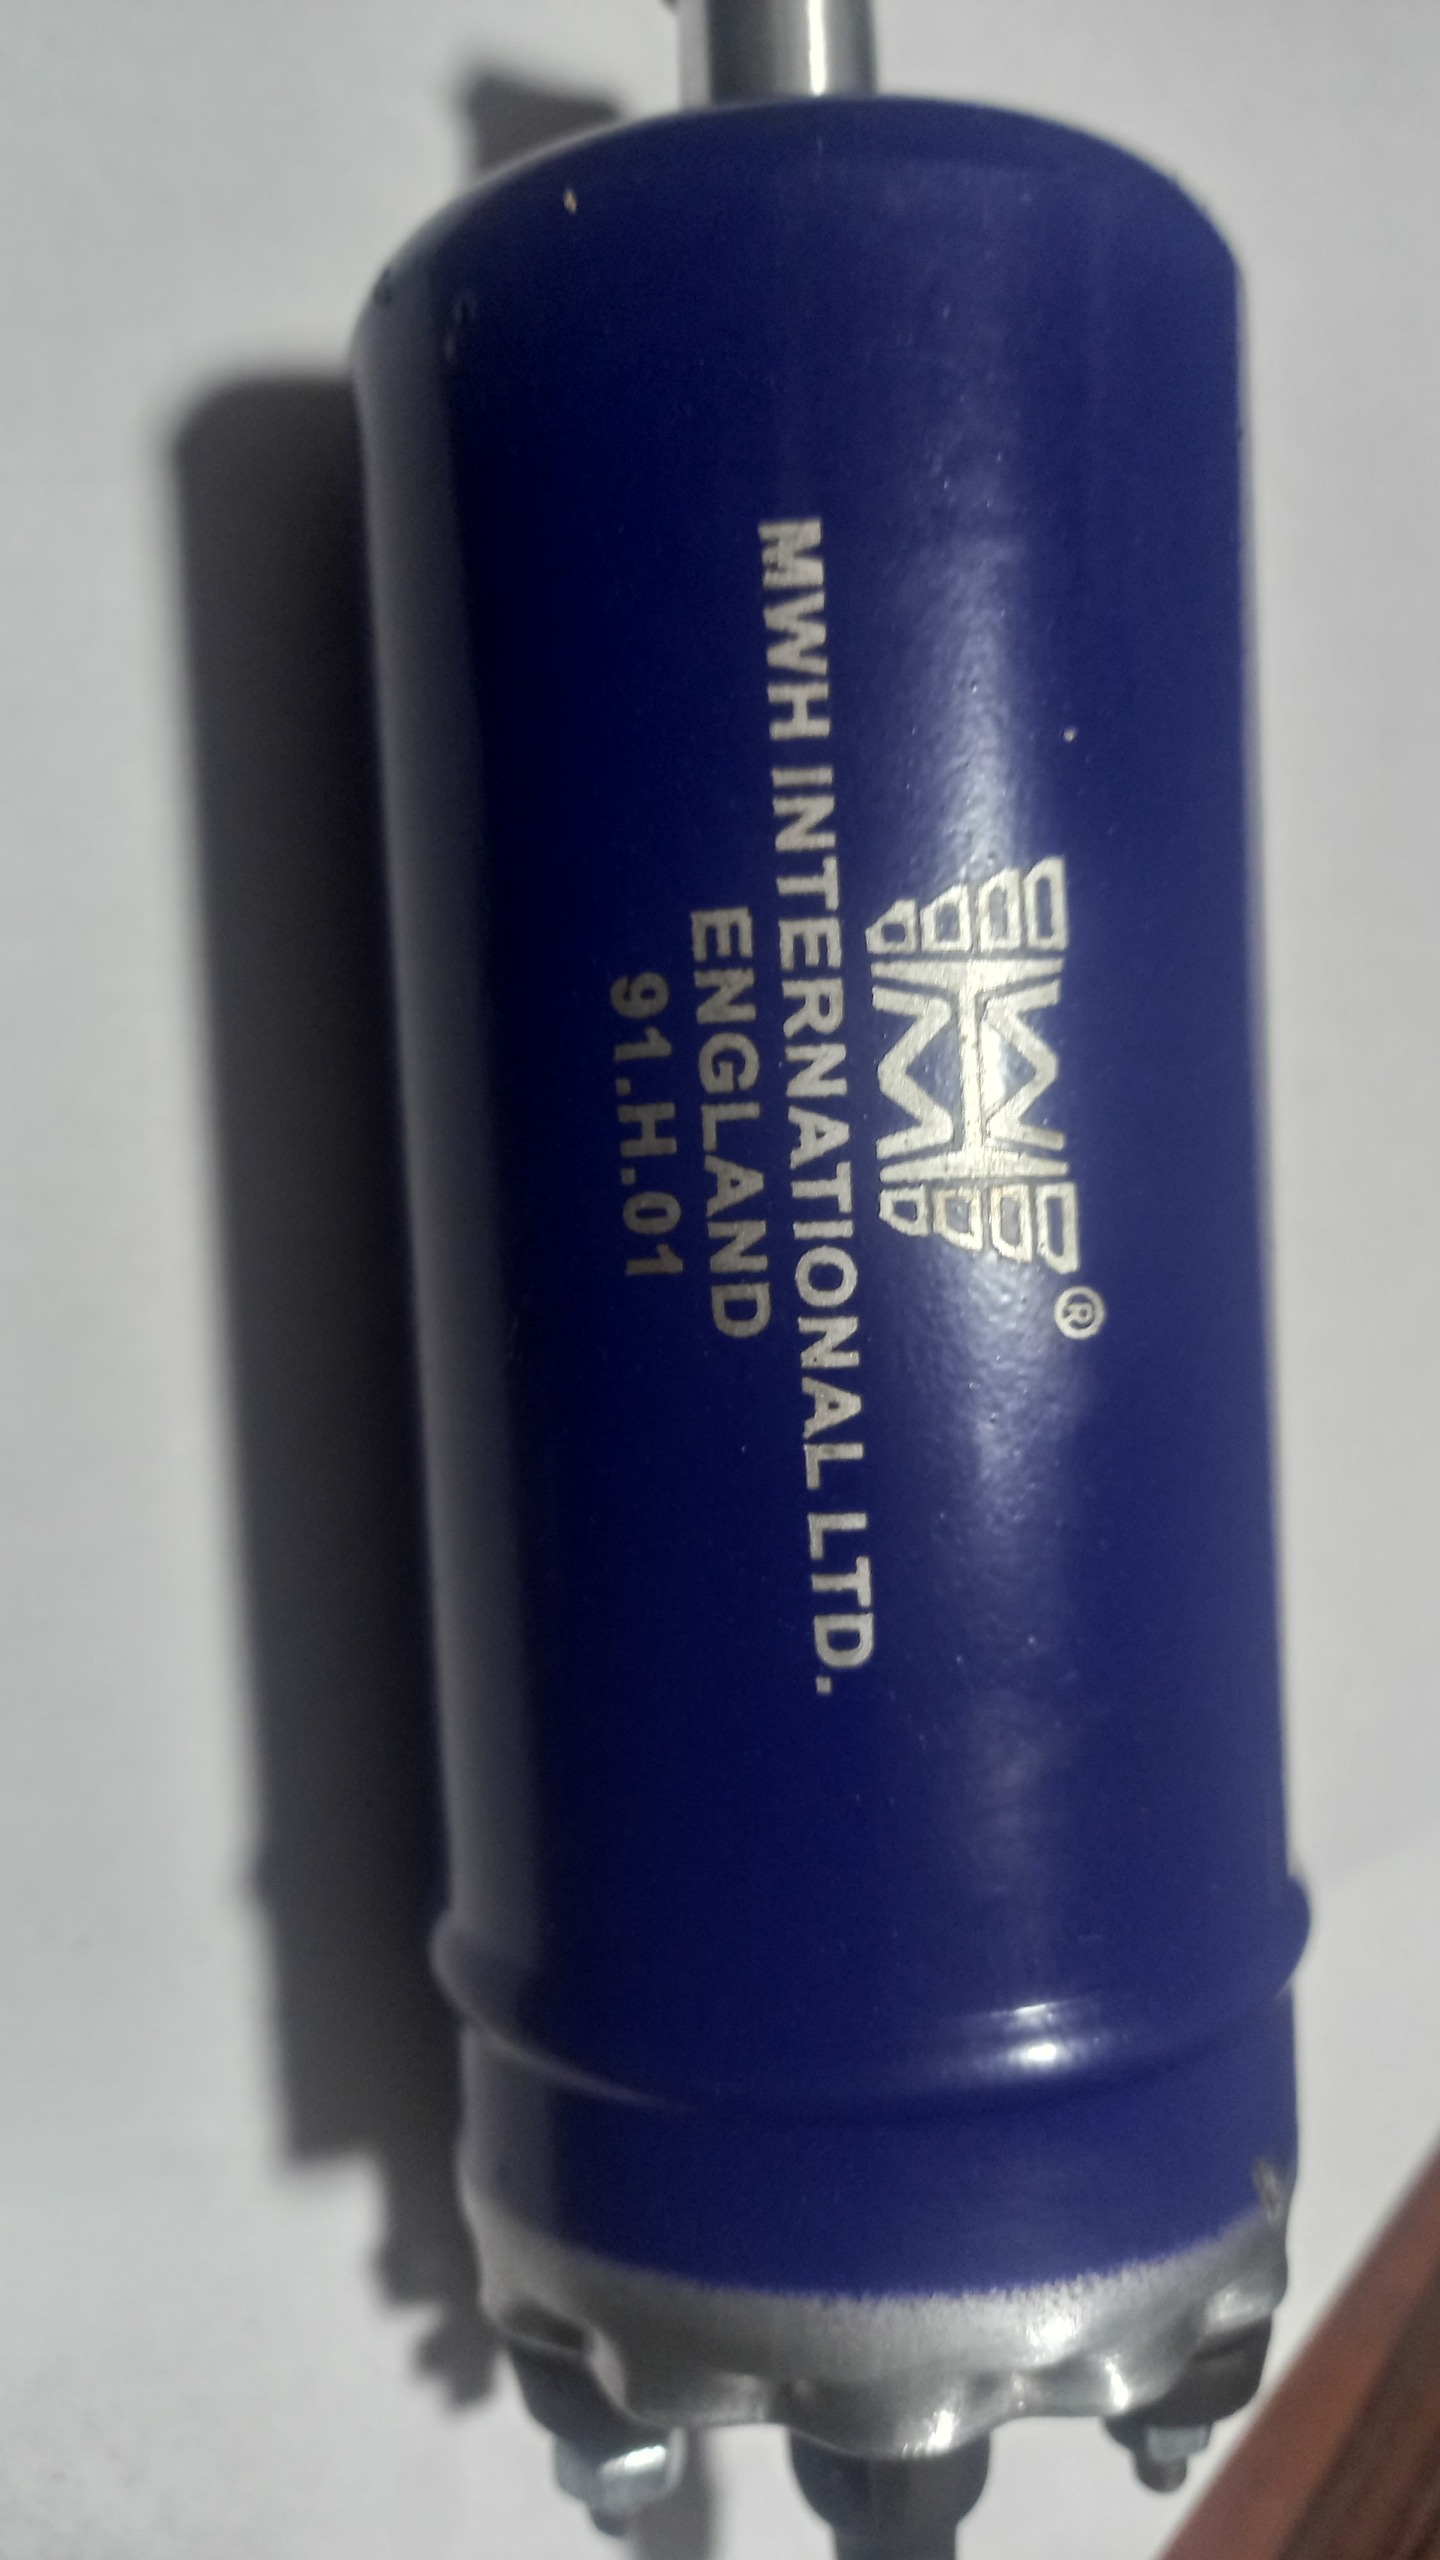 ®
MWH INTERNATIONAL LTD.
ENGLAND
91.H.01